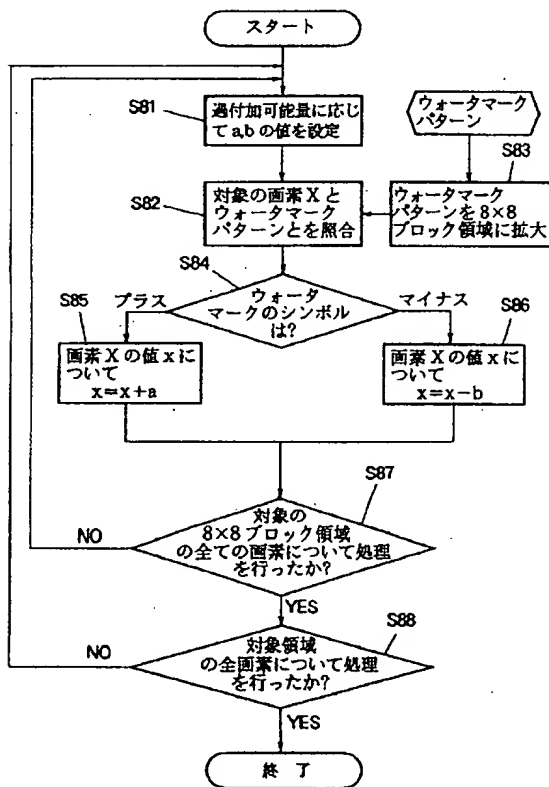 スタート
S81
過付加可能量に応じ
てa,bの値を設定
ウォータマーク
パターン
S83
S82
対象の画素Xと
ウォータマーク
パターンとを照合
ウォータマーク
パターンを8×8
ブロック領域に拡大
S84
ウォータ
マークのシンボル
は?
S85
プラス
マイナス
S86
画素Xの値xに
ついて
x=x+a
画素Xの値xに
ついて
x=x-b
S87
対象の
8×8ブロック領域
の全ての画素について処理
を行ったか?
NO
YES
S88
対象領域
の全画素について処理
を行ったか?
NO
YES
終了